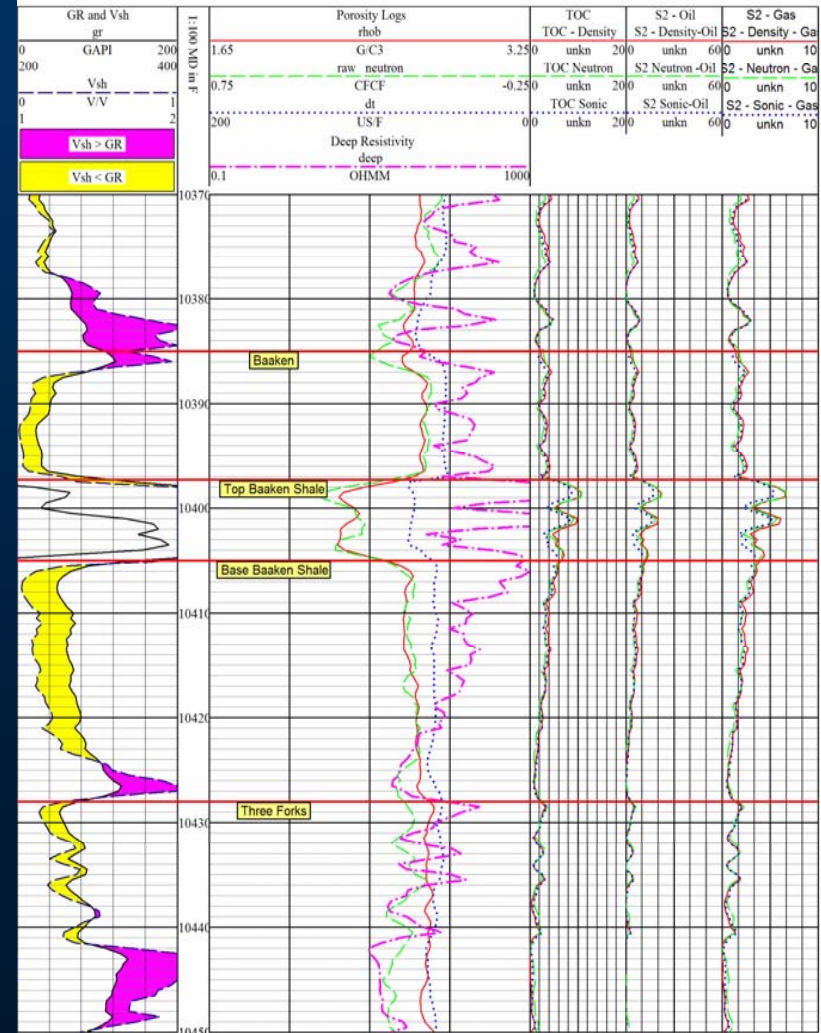 GR and Vsh
gr
0 GAPI 200
200 400
Vsh
0 V/V 1
1 2
Vsh > GR
Vsh < GR
1:100 MD in F
Porosity Logs
rhob
1.65 G/C3 3.25
raw neutron
0.75 CFCF -0.25
dt
200 US/F 0
Deep Resistivity
deep
0.1 OHMM 1000
TOC
TOC - Density
0 unkn 20
TOC Neutron
0 unkn 20
TOC Sonic
0 unkn 20
S2 - Oil
S2 - Density-Oil
0 unkn 60
S2 Neutron -Oil
0 unkn 60
S2 Sonic-Oil
0 unkn 60
S2 - Gas
S2 - Density - Ga
0 unkn 10
S2 - Neutron - Ga
0 unkn 10
S2 - Sonic - Gas
0 unkn 10
10370
10380
Baaken
10390
Top Baaken Shale
10400
Base Baaken Shale
10410
10420
Three Forks
10430
10440
10450